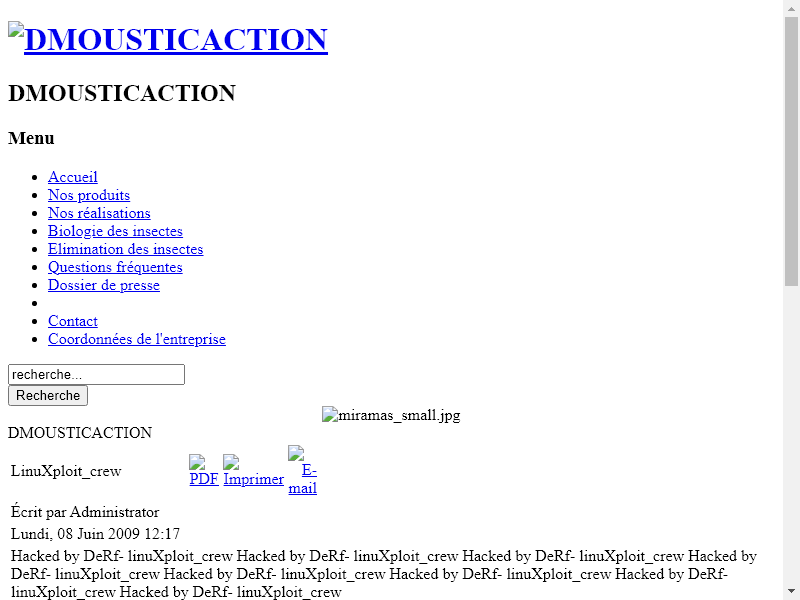 DMOUSTICACTION
DMOUSTICACTION
Menu
Accueil
Nos produits
Nos réalisations
Biologie des insectes
Elimination des insectes
Questions fréquentes
Dossier de presse
Contact
Coordonnées de l'entreprise
recherche...
Recherche
miramas_small.jpg
DMOUSTICACTION
LinuXploit_crew PDF Imprimer E-
mail
Écrit par Administrator
Lundi, 08 Juin 2009 12:17
Hacked by DeRf- linuXploit_crew Hacked by DeRf- linuXploit_crew Hacked by DeRf- linuXploit_crew Hacked by
DeRf- linuXploit_crew Hacked by DeRf- linuXploit_crew Hacked by DeRf- linuXploit_crew Hacked by DeRf-
linuXploit_crew Hacked by DeRf- linuXploit_crew